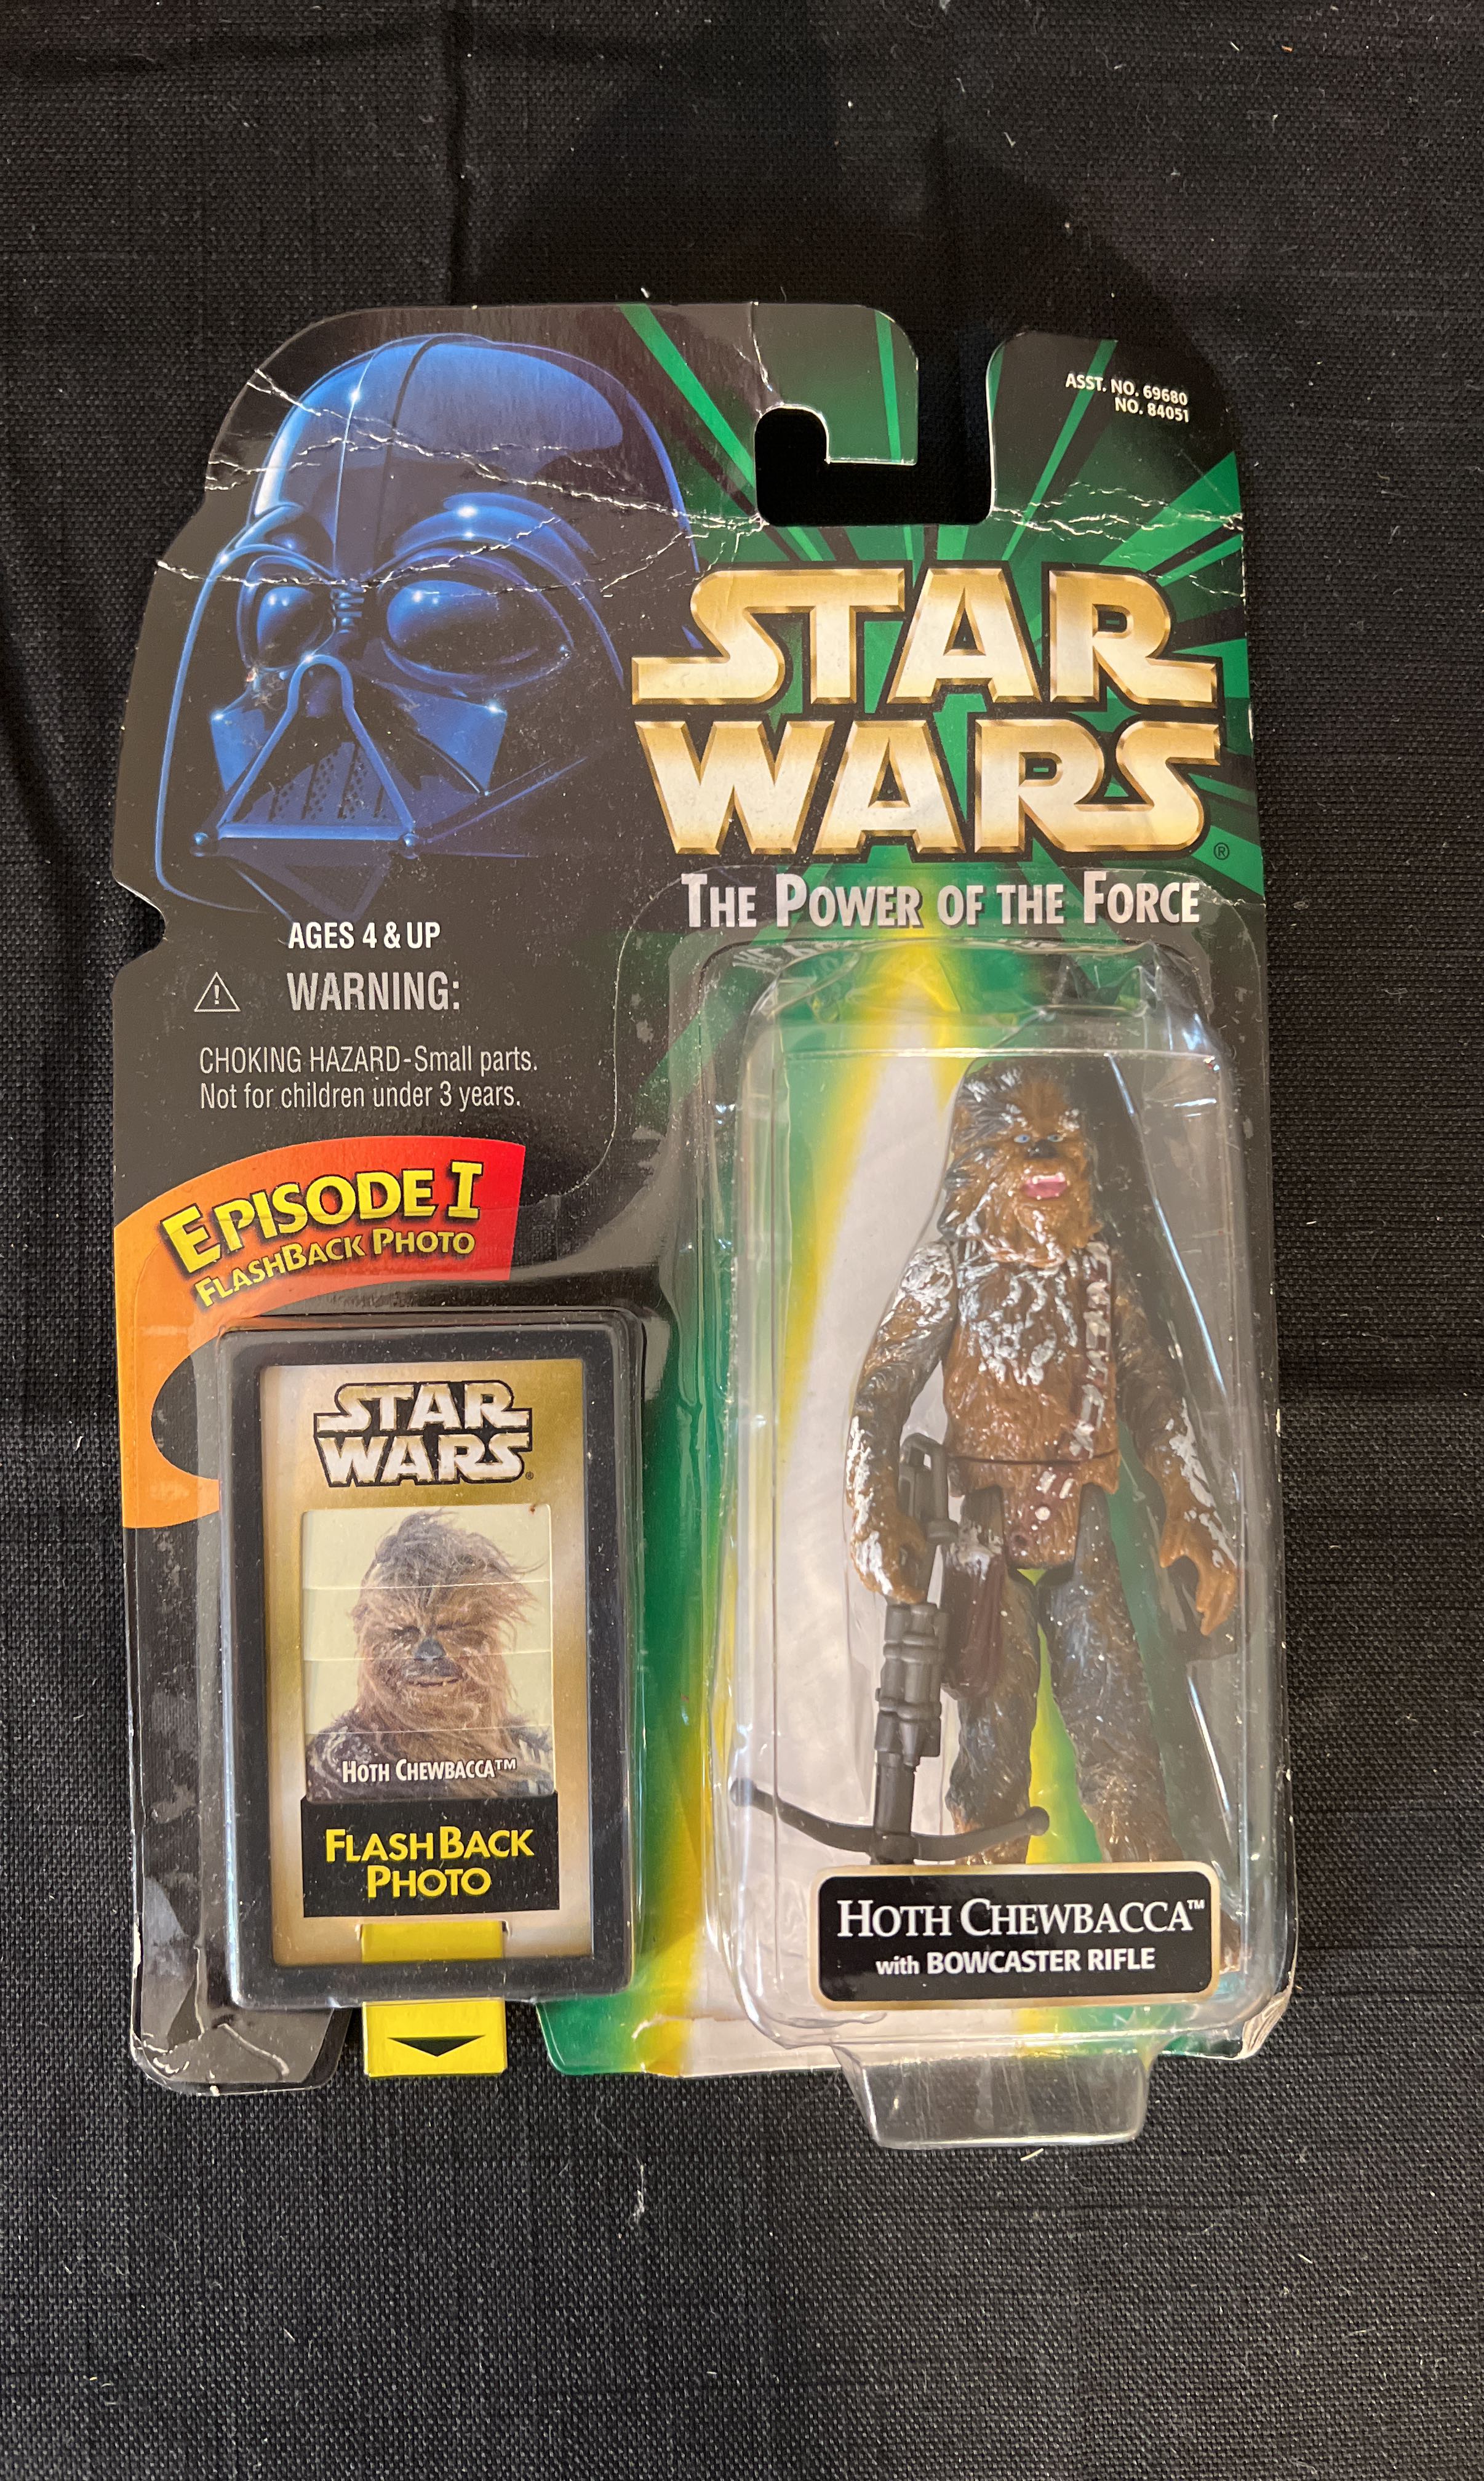 ASST. NO. 69680
NO. 84051
STAR
WARS®
THE POWER OF THE FORCE
AGES 4 & UP
WARNING:
CHOKING HAZARD-Small parts.
Not for children under 3 years.
EPISODE I
FLASHBACK PHOTO
STAR
WARS®
HOTH CHEWBACCA™
FLASHBACK
PHOTO
HOTH CHEWBACCA™
with BOWCASTER RIFLE